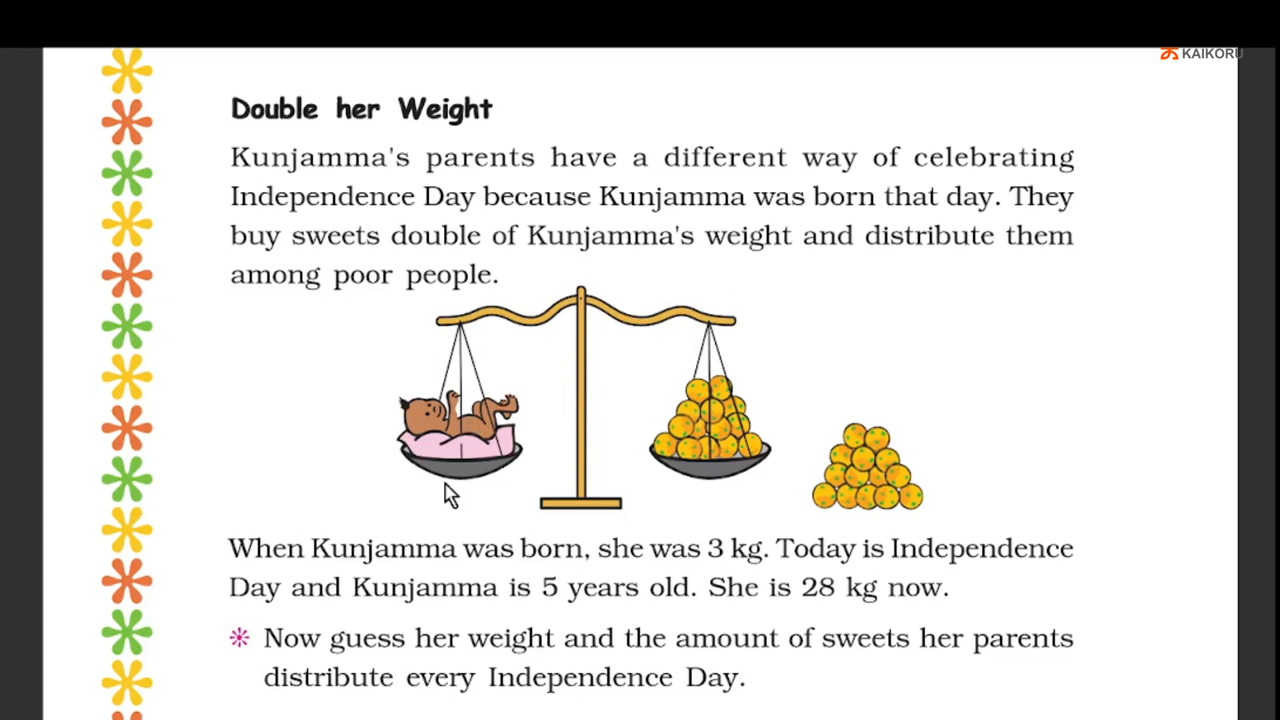 KAIKORU
Double her Weight
Kunjamma's parents have a different way of celebrating
Independence Day because Kunjamma was born that day. They
buy sweets double of Kunjamma's weight and distribute them
among poor people.
When Kunjamma was born, she was 3 kg. Today is Independence
Day and Kunjamma is 5 years old. She is 28 kg now.
Now guess her weight and the amount of sweets her parents
distribute every Independence Day.